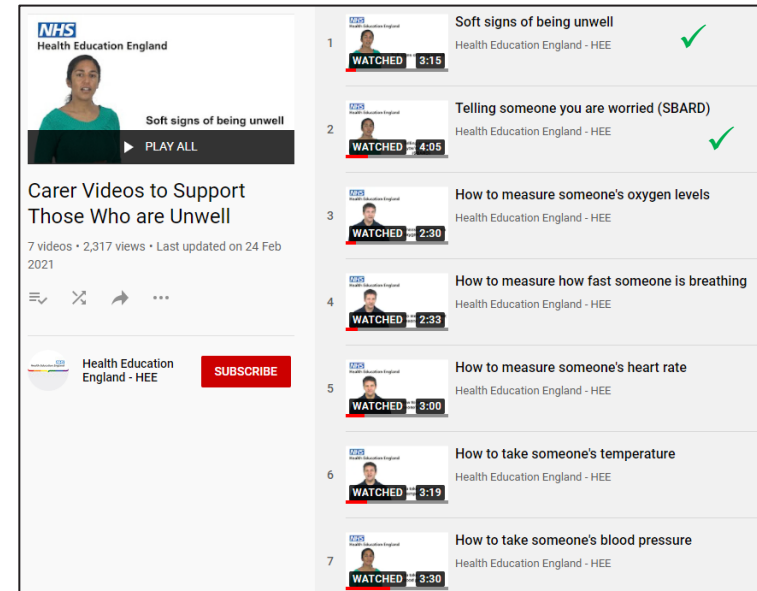 NHS
Health Education England
Soft signs of being unwell
PLAY ALL
Carer Videos to Support
Those Who are Unwell
7 videos • 2,317 views • Last updated on 24 Feb
2021
Health Education
England - HEE
SUBSCRIBE
1
WATCHED
3:15
Soft signs of being unwell
Health Education England - HEE
2
WATCHED
4:05
Telling someone you are worried (SBARD)
Health Education England - HEE
3
WATCHED
2:30
How to measure someone's oxygen levels
Health Education England - HEE
4
WATCHED
2:33
How to measure how fast someone is breathing
Health Education England - HEE
5
WATCHED
3:00
How to measure someone's heart rate
Health Education England - HEE
6
WATCHED
3:19
How to take someone's temperature
Health Education England - HEE
7
WATCHED
3:30
How to take someone's blood pressure
Health Education England - HEE